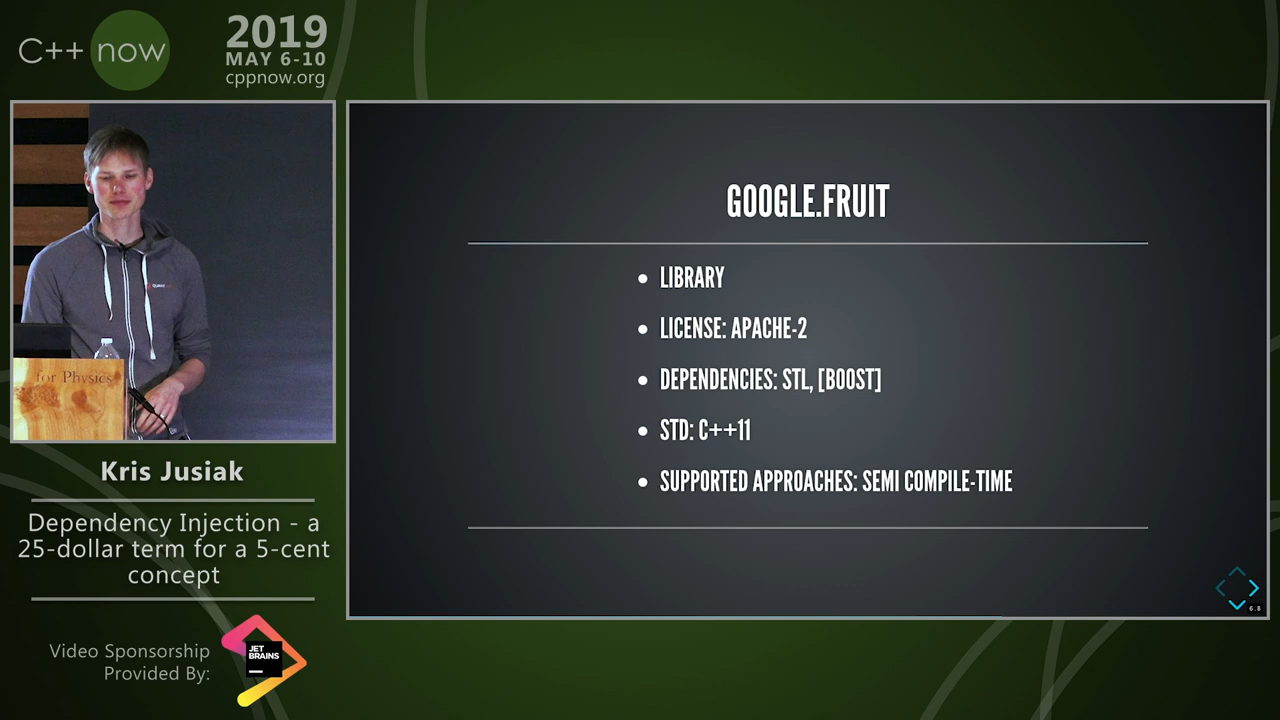 C++ now
2019
MAY 6-10
cppnow.org
GOOGLE.FRUIT
LIBRARY
LICENSE: APACHE-2
DEPENDENCIES: STL, [BOOST]
STD: C++11
SUPPORTED APPROACHES: SEMI COMPILE-TIME
6.8
for Physics
Kris Jusiak
Dependency Injection - a
25-dollar term for a 5-cent
concept
Video Sponsorship
Provided By:
JET
BRAINS